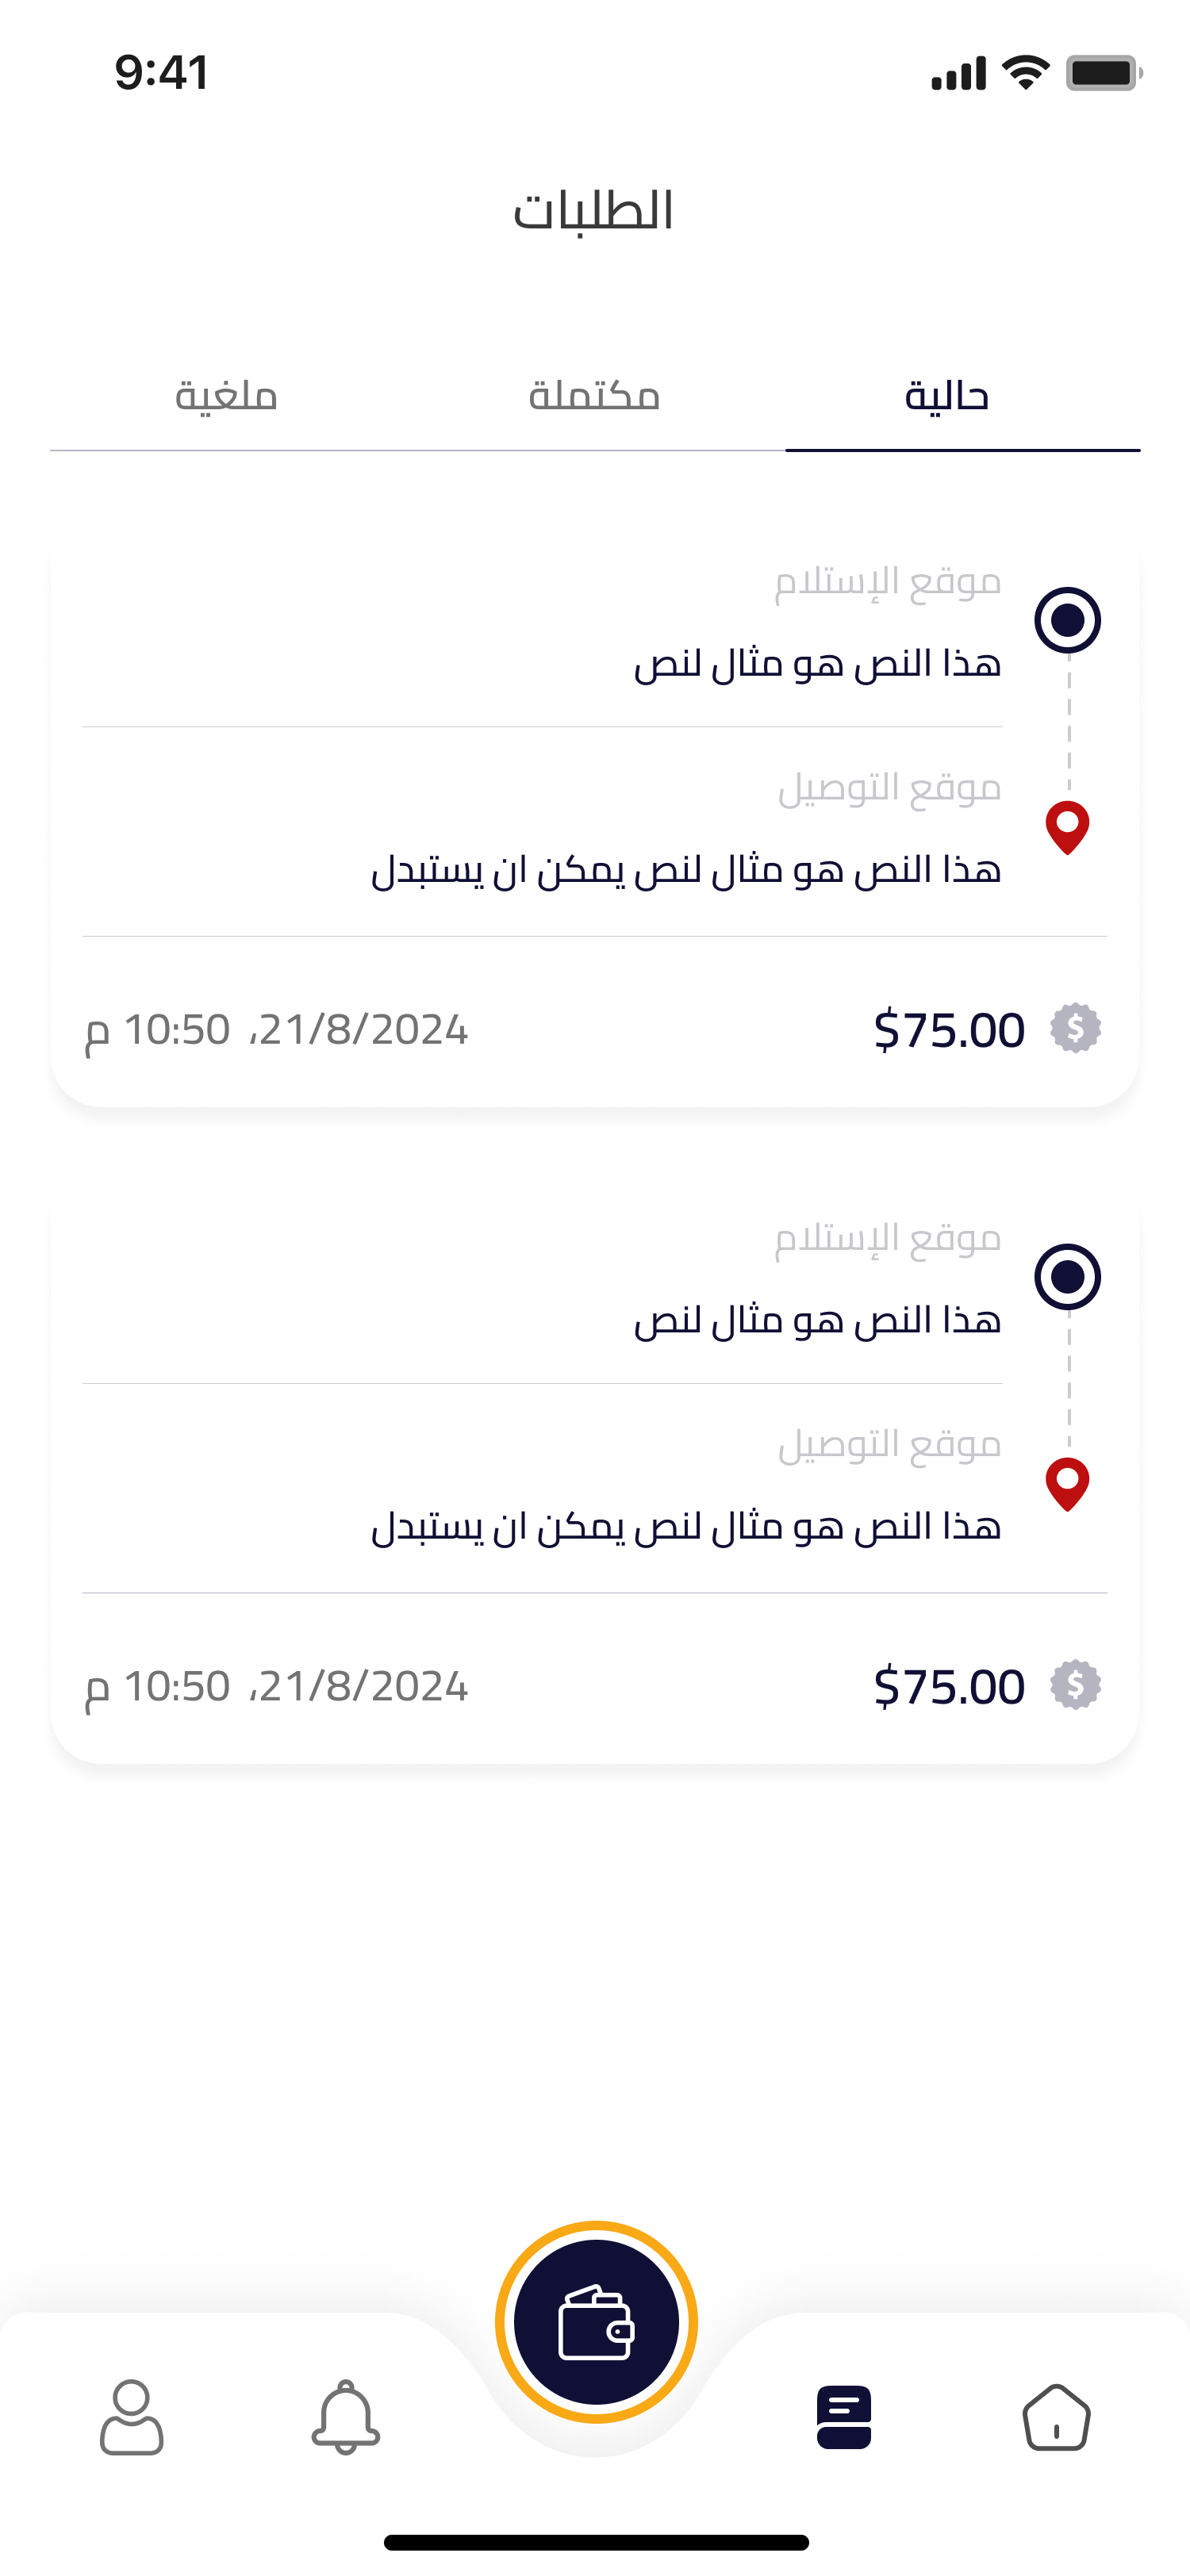 9:41
الطلبات
حالية
مكتملة
ملغية
موقع الإستلام
هذا النص هو مثال لنص
موقع التوصيل
هذا النص هو مثال لنص يمكن ان يستبدل
$75.00
21/8/2024، 10:50 م
موقع الإستلام
هذا النص هو مثال لنص
موقع التوصيل
هذا النص هو مثال لنص يمكن ان يستبدل
$75.00
21/8/2024، 10:50 م